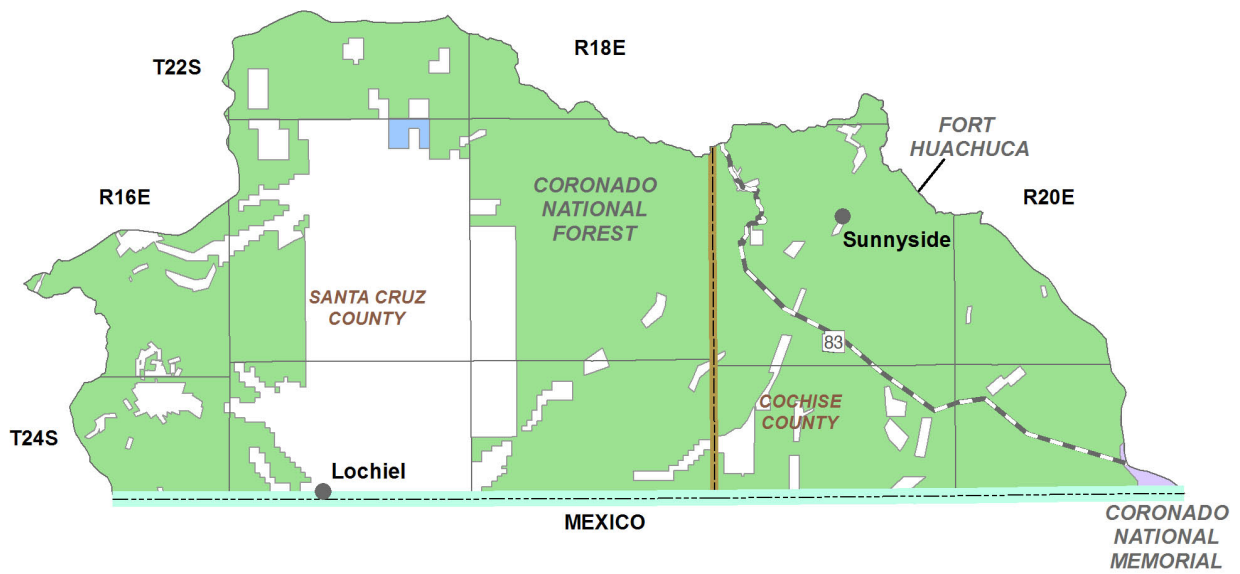 R18E
T22S
FORT
HUACHUCA
CORONADO
NATIONAL
FOREST
R16E
R20E
Sunnyside
SANTA CRUZ
COUNTY
83
COCHISE
COUNTY
T24S
Lochiel
MEXICO
CORONADO
NATIONAL
MEMORIAL